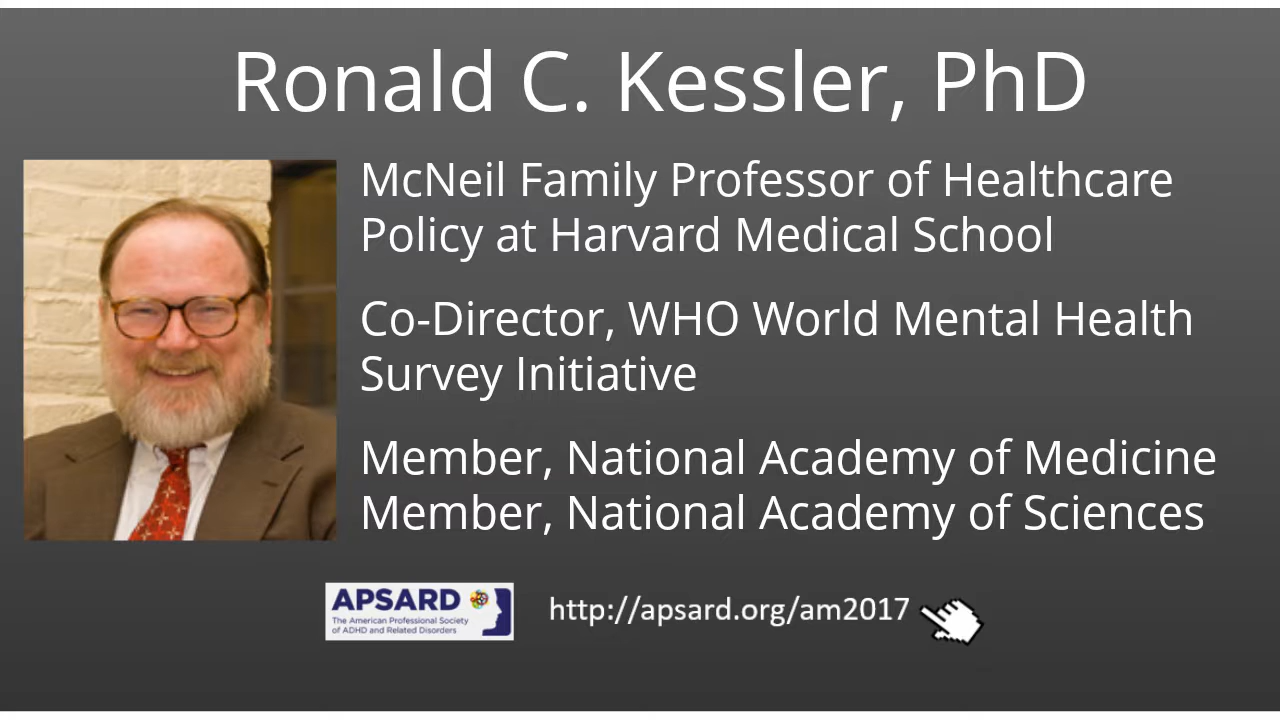 Ronald C. Kessler, PhD
McNeil Family Professor of Healthcare
Policy at Harvard Medical School
Co-Director, WHO World Mental Health
Survey Initiative
Member, National Academy of Medicine
Member, National Academy of Sciences
APSARD
The American Professional Society
of ADHD and Related Disorders
http://apsard.org/am2017